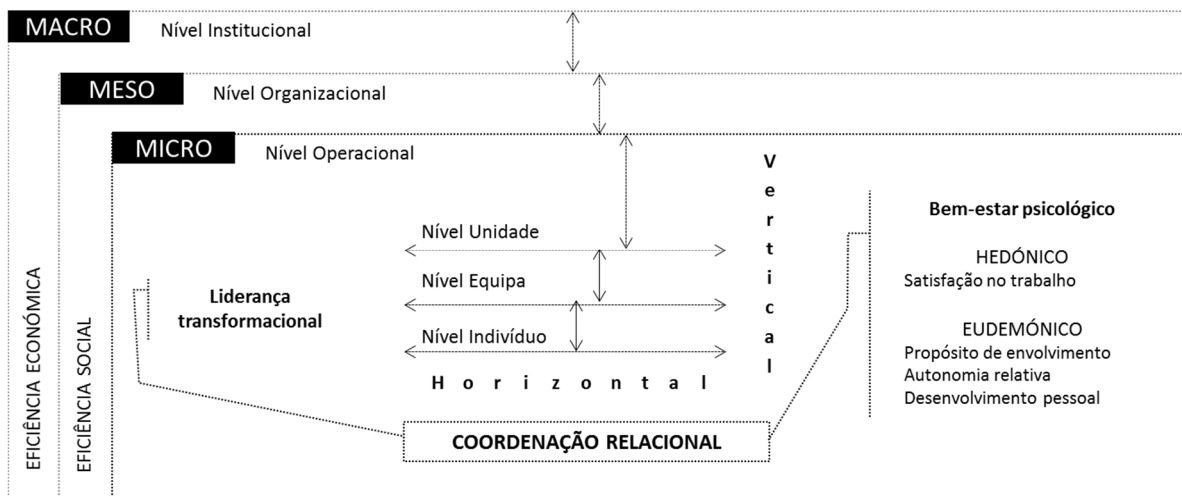 MACRO
Nível Institucional
MESO
Nível Organizacional
MICRO
Nível Operacional
EFICIÊNCIA ECONÓMICA
EFICIÊNCIA SOCIAL
Liderança
transformacional
Nível Unidade
Nível Equipa
Nível Indivíduo
Horizontal
Vertical
COORDENAÇÃO RELACIONAL
Bem-estar psicológico
HEDÓNICO
Satisfação no trabalho
EUDEMÓNICO
Propósito de envolvimento
Autonomia relativa
Desenvolvimento pessoal